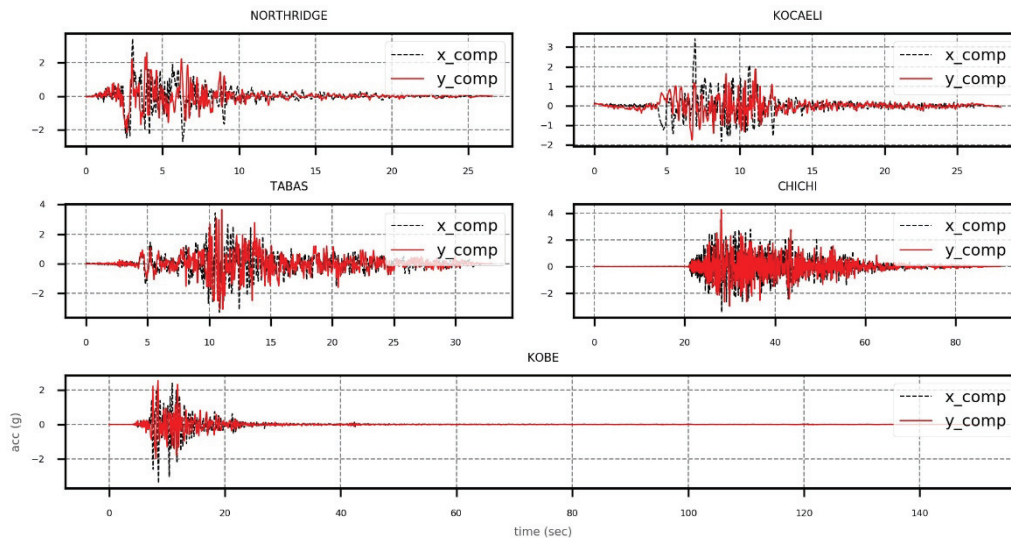 NORTHRIDGE
2
0
−2
x_comp
y_comp
0 5 10 15 20 25
KOCAELI
3
2
1
0
−1
−2
x_comp
y_comp
0 5 10 15 20 25
TABAS
4
2
0
−2
x_comp
y_comp
0 5 10 15 20 25 30
CHICHI
4
2
0
−2
x_comp
y_comp
0 20 40 60 80
KOBE
acc (g)
2
0
−2
x_comp
y_comp
0 20 40 60 80 100 120 140
time (sec)